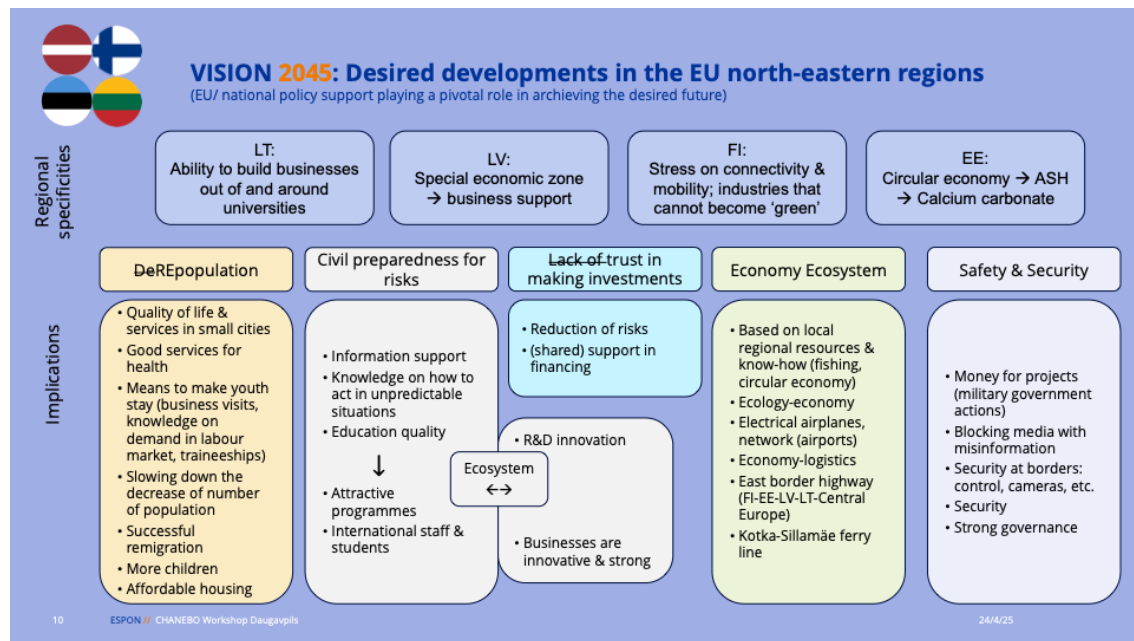 VISION 2045: Desired developments in the EU north-eastern regions
(EU/ national policy support playing a pivotal role in archieving the desired future)
Regional
specificities
LT:
Ability to build businesses
out of and around
universities
LV:
Special economic zone
→ business support
FI:
Stress on connectivity &
mobility; industries that
cannot become ‘green’
EE:
Circular economy → ASH
→ Calcium carbonate
Implications
DeREpopulation
• Quality of life &
services in small cities
• Good services for
health
• Means to make youth
stay (business visits,
knowledge on
demand in labour
market, traineeships)
• Slowing down the
decrease of number
of population
• Successful
remigration
• More children
• Affordable housing
Civil preparedness for
risks
• Information support
• Knowledge on how to
act in unpredictable
situations
• Education quality
↓
• Attractive
programmes
• International staff &
students
Ecosystem
←→
Lack of trust in
making investments
• Reduction of risks
• (shared) support in
financing
• R&D innovation
• Businesses are
innovative & strong
Economy Ecosystem
• Based on local
regional resources &
know-how (fishing,
circular economy)
• Ecology-economy
• Electrical airplanes,
network (airports)
• Economy-logistics
• East border highway
(FI-EE-LV-LT-Central
Europe)
• Kotka-Sillamäe ferry
line
Safety & Security
• Money for projects
(military government
actions)
• Blocking media with
misinformation
• Security at borders:
control, cameras, etc.
• Security
• Strong governance
10
ESPON // CHANEBO Workshop Daugavpils
24/4/25